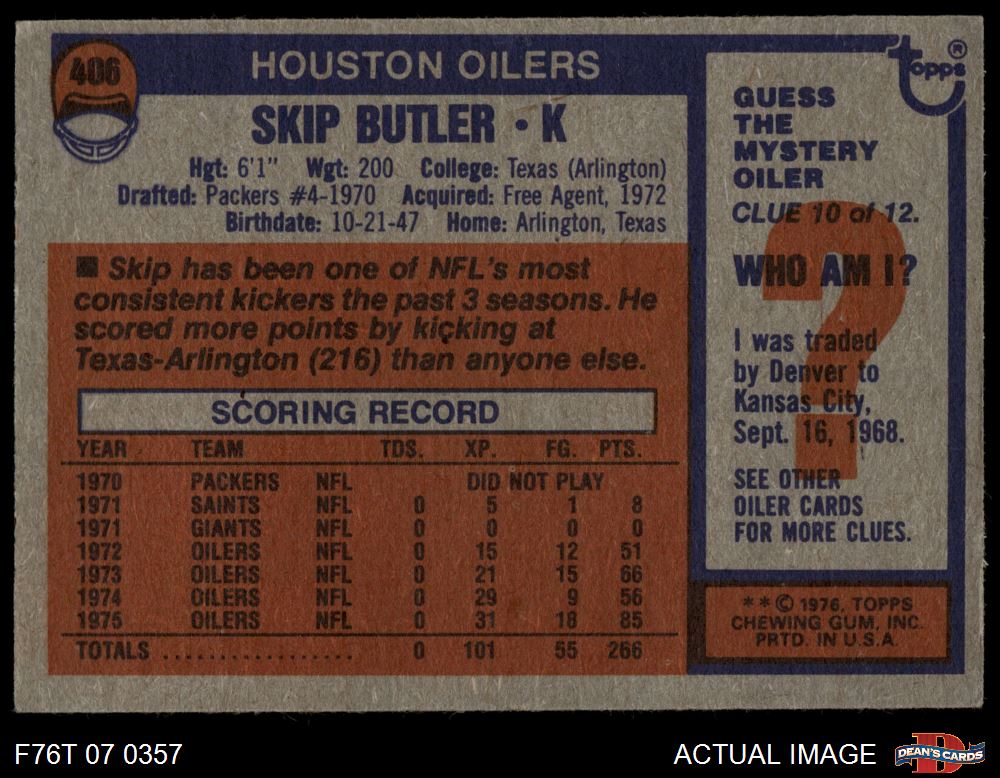 406
HOUSTON OILERS
SKIP BUTLER • K
Hgt: 6'1" Wgt: 200 College: Texas (Arlington)
Drafted: Packers #4-1970 Acquired: Free Agent, 1972
Birthdate: 10-21-47 Home: Arlington, Texas
■ Skip has been one of NFL's most
consistent kickers the past 3 seasons. He
scored more points by kicking at
Texas-Arlington (216) than anyone else.
SCORING RECORD
YEAR TEAM TDS. XP. FG. PTS.
1970 PACKERS NFL DID NOT PLAY
1971 SAINTS NFL 0 5 1 8
1971 GIANTS NFL 0 0 0 0
1972 OILERS NFL 0 15 12 51
1973 OILERS NFL 0 21 15 66
1974 OILERS NFL 0 29 9 56
1975 OILERS NFL 0 31 18 85
TOTALS .................. 0 101 55 266
topps ®
GUESS
THE
MYSTERY
OILER
CLUE 10 of 12.
WHO AM I?
?
I was traded
by Denver to
Kansas City,
Sept. 16, 1968.
SEE OTHER
OILER CARDS
FOR MORE CLUES.
* * © 1976, TOPPS
CHEWING GUM, INC.
PRTD. IN U.S.A.
F76T 07 0357
ACTUAL IMAGE
D
DEAN'S CARDS